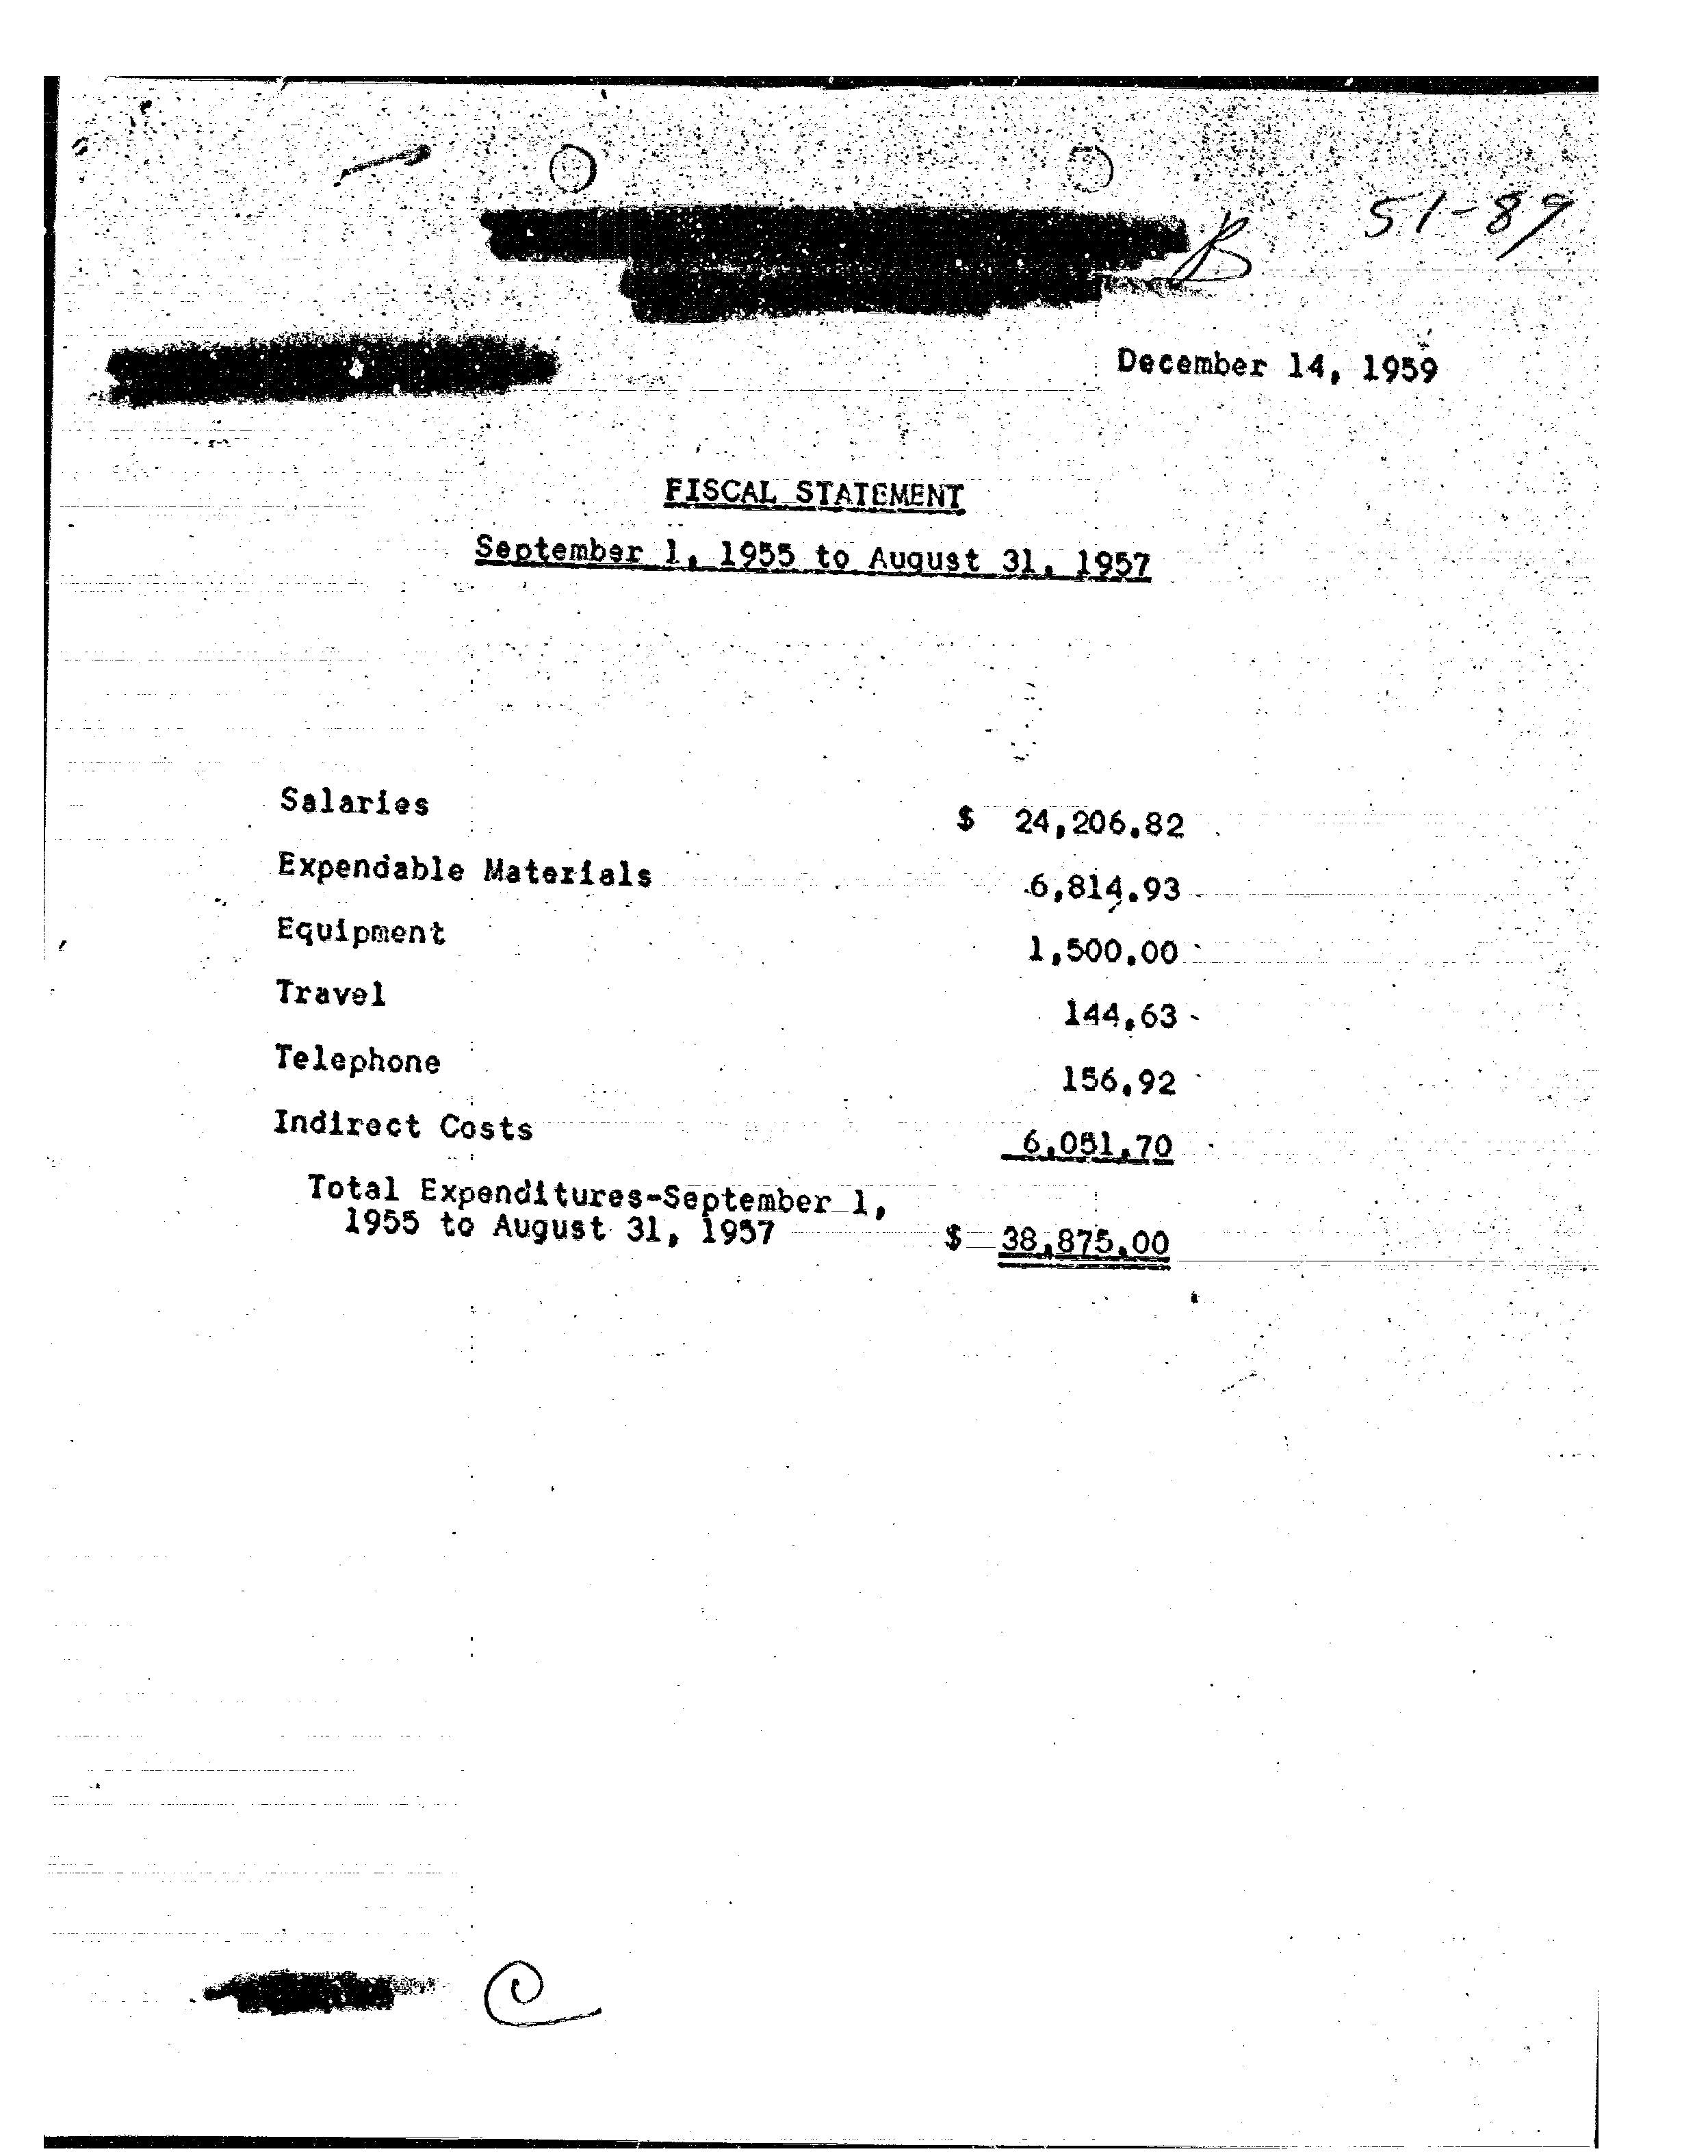 51-89
B
December 14, 1959
FISCAL STATEMENT
September 1, 1955 to August 31, 1957
Salaries $ 24,206.82
Expendable Materials 6,814.93
Equipment 1,500.00
Travel 144.63
Telephone 156.92
Indirect Costs 6,051.70
Total Expenditures-September 1,
1955 to August 31, 1957 $ 38,875.00
C